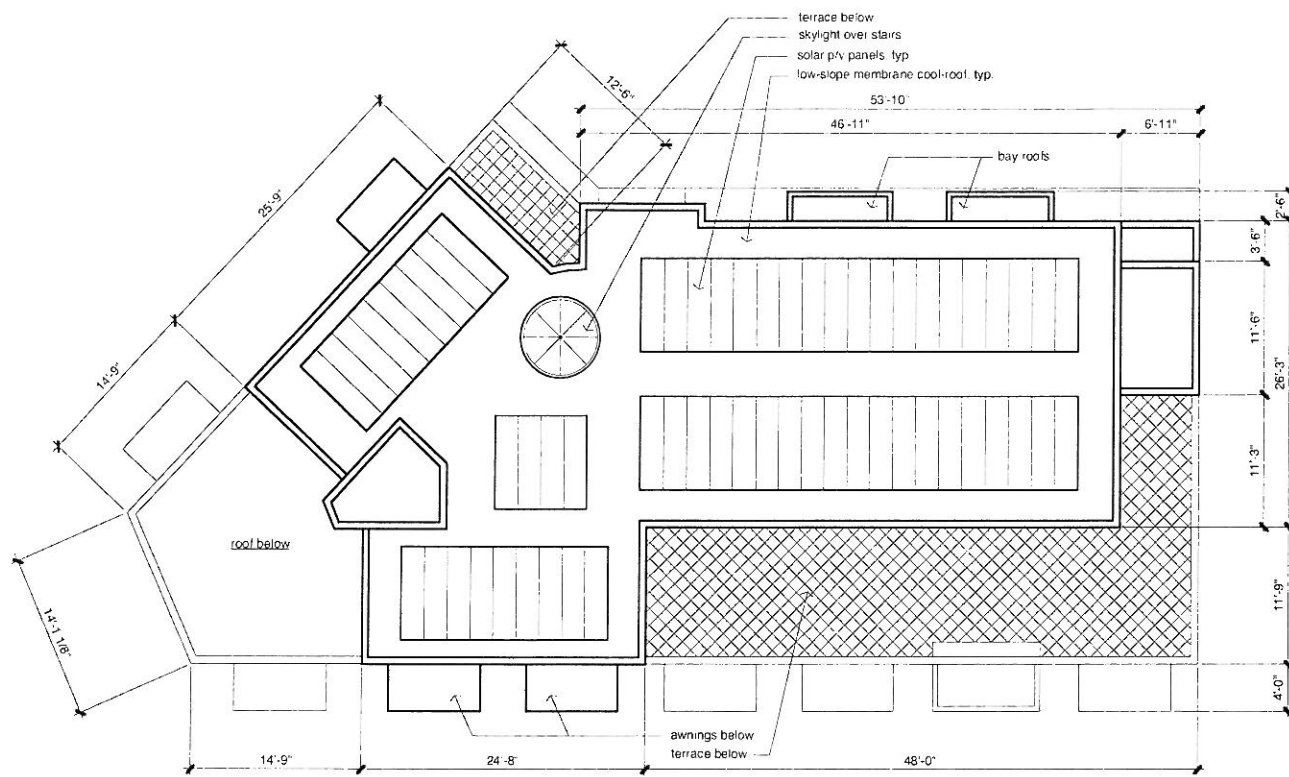 terrace below
skylight over stairs
solar p/v panels, typ
low-slope membrane cool-roof, typ.
12'-6"
53'-10"
46'-11"
6'-11"
bay roofs
25'-9"
2'-6"
3'-6"
11'-6"
26'-3"
14'-9"
11'-3"
roof below
14'-1 1/8"
11'-9"
4'-0"
awnings below
terrace below
14'-9"
24'-8"
48'-0"